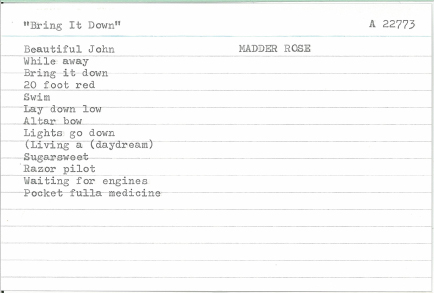 "Bring It Down" A 22773
Beautiful John MADDER ROSE
While away
Bring it down
20 foot red
Swim
Lay down low
Altar bow
Lights go down
(Living a (daydream)
Sugarsweet
Razor pilot
Waiting for engines
Pocket fulla medicine